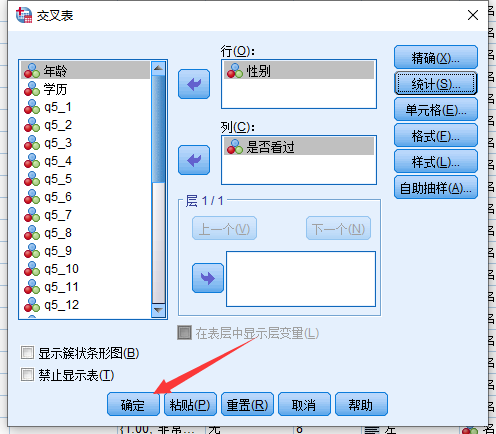 交叉表
行(O):
性别
列(C):
是否看过
年龄
学历
q5_1
q5_2
q5_3
q5_4
q5_5
q5_6
q5_7
q5_8
q5_9
q5_10
q5_11
q5_12
层 1 / 1
上一个(V)
下一个(N)
在表层中显示层变量(L)
精确(X)...
统计(S)...
单元格(E)...
格式(F)...
样式(L)...
自助抽样(A)...
显示簇状条形图(B)
禁止显示表(T)
确定
粘贴(P)
重置(R)
取消
帮助
{1.00, 非常...
无
8
左
名